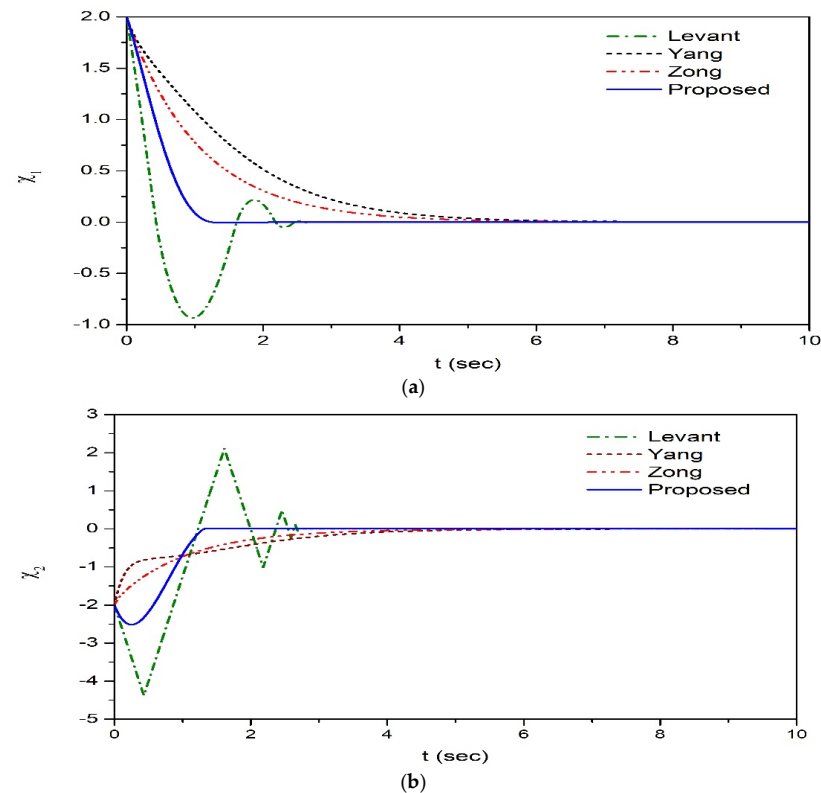 2.0
Levant
Yang
1.5
Zong
Proposed
1.0
χ1
0.5
0.0
-0.5
-1.0
0 2 4 6 8 10
t (sec)
(a)
3
Levant
2
Yang
Zong
1
Proposed
0
χ2
-1
-2
-3
-4
-5
0 2 4 6 8 10
t (sec)
(b)